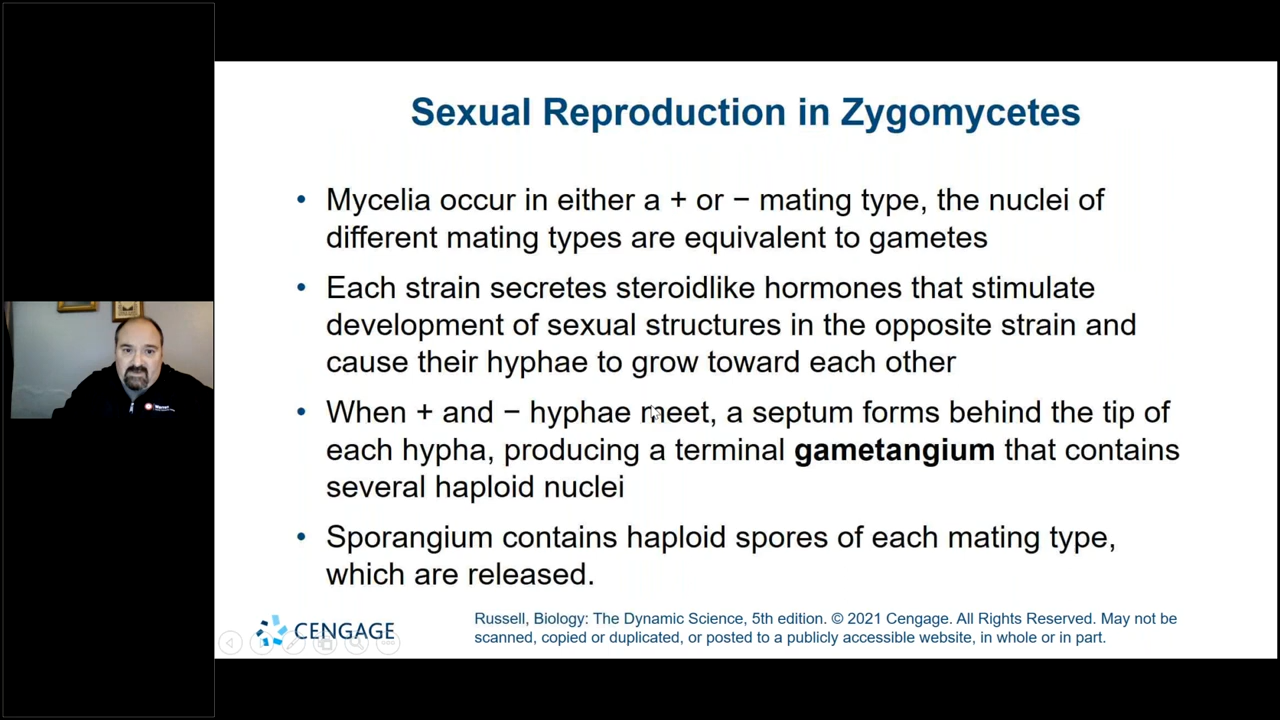 Sexual Reproduction in Zygomycetes
• Mycelia occur in either a + or − mating type, the nuclei of
different mating types are equivalent to gametes
• Each strain secretes steroidlike hormones that stimulate
development of sexual structures in the opposite strain and
cause their hyphae to grow toward each other
• When + and − hyphae meet, a septum forms behind the tip of
each hypha, producing a terminal gametangium that contains
several haploid nuclei
• Sporangium contains haploid spores of each mating type,
which are released.
CENGAGE
Russell, Biology: The Dynamic Science, 5th edition. © 2021 Cengage. All Rights Reserved. May not be
scanned, copied or duplicated, or posted to a publicly accessible website, in whole or in part.